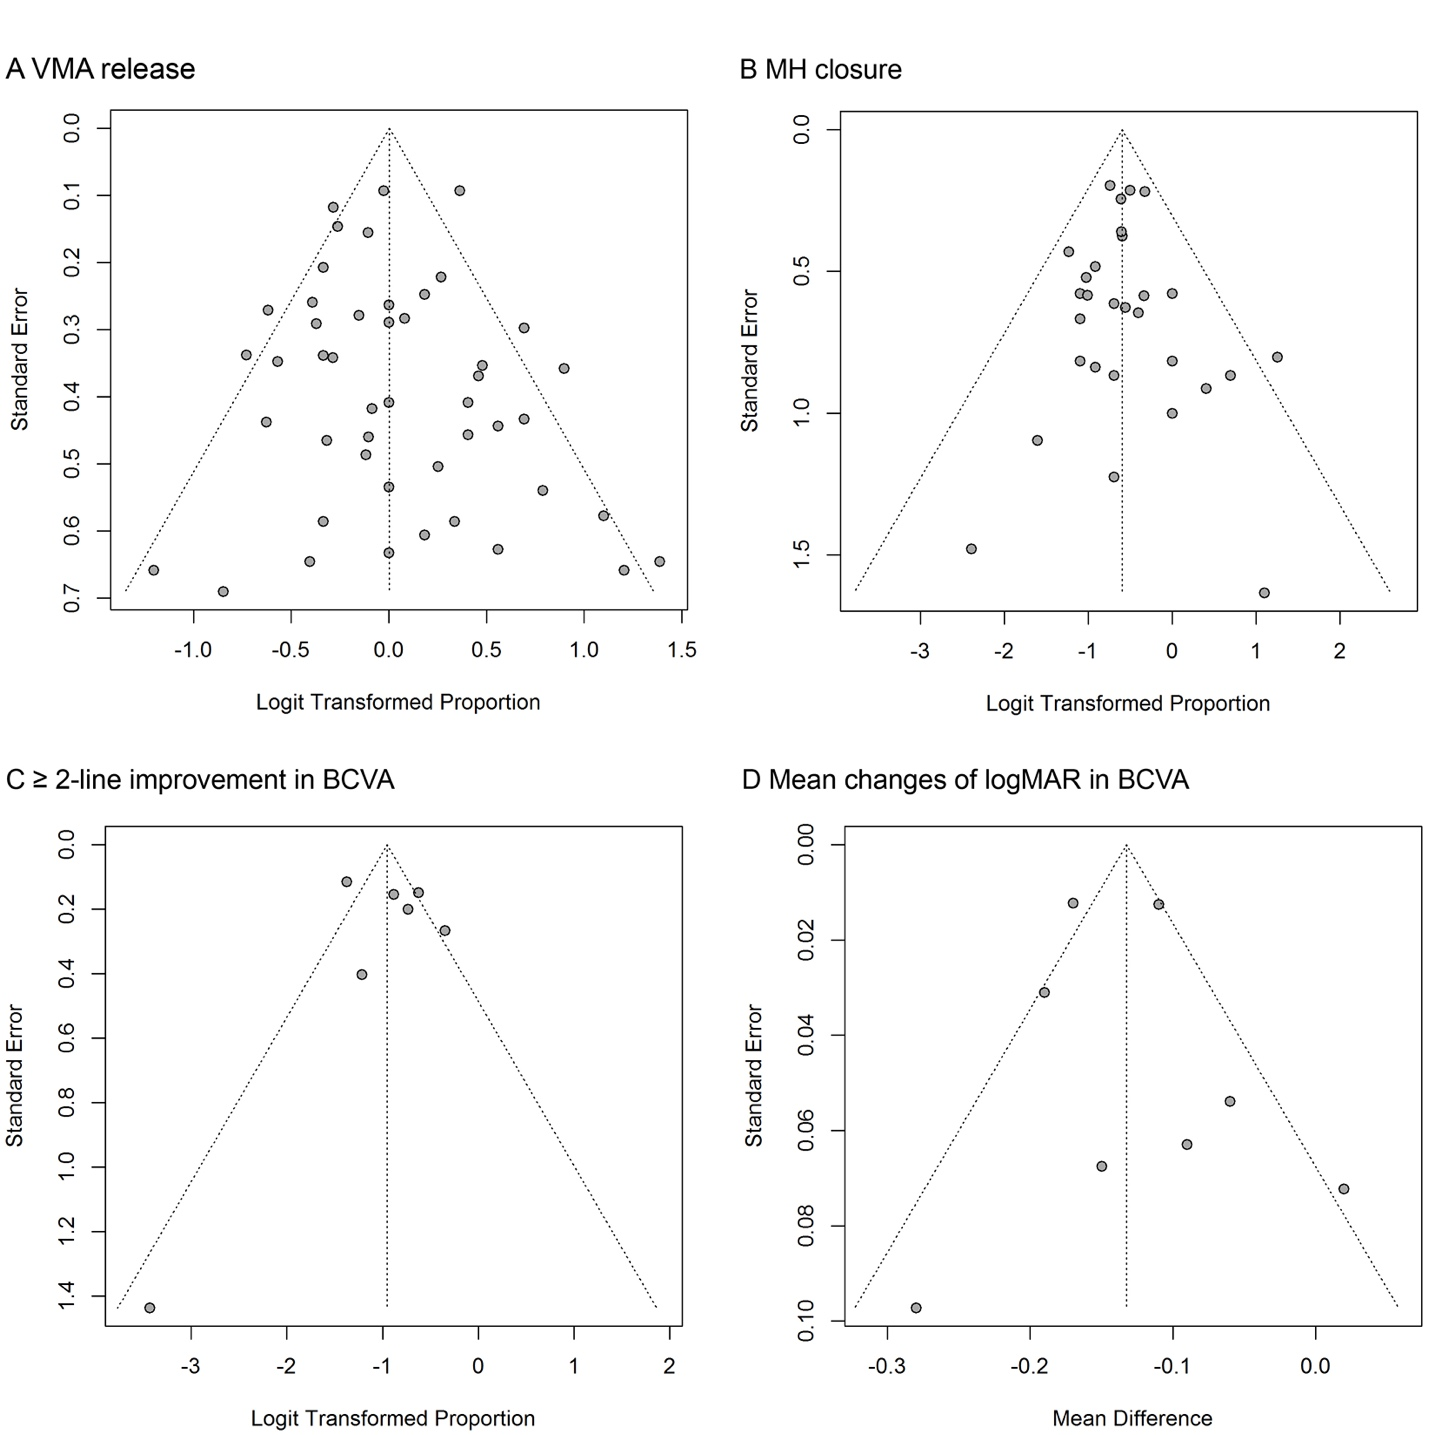 A VMA release
0.0
0.1
0.2
0.3
0.4
0.5
0.6
0.7
Standard Error
-1.0 -0.5 0.0 0.5 1.0 1.5
Logit Transformed Proportion
B MH closure
0.0
0.5
1.0
1.5
Standard Error
-3 -2 -1 0 1 2
Logit Transformed Proportion
C ≥ 2-line improvement in BCVA
0.0
0.2
0.4
0.6
0.8
1.0
1.2
1.4
Standard Error
-3 -2 -1 0 1 2
Logit Transformed Proportion
D Mean changes of logMAR in BCVA
0.00
0.02
0.04
0.06
0.08
0.10
Standard Error
-0.3 -0.2 -0.1 0.0
Mean Difference